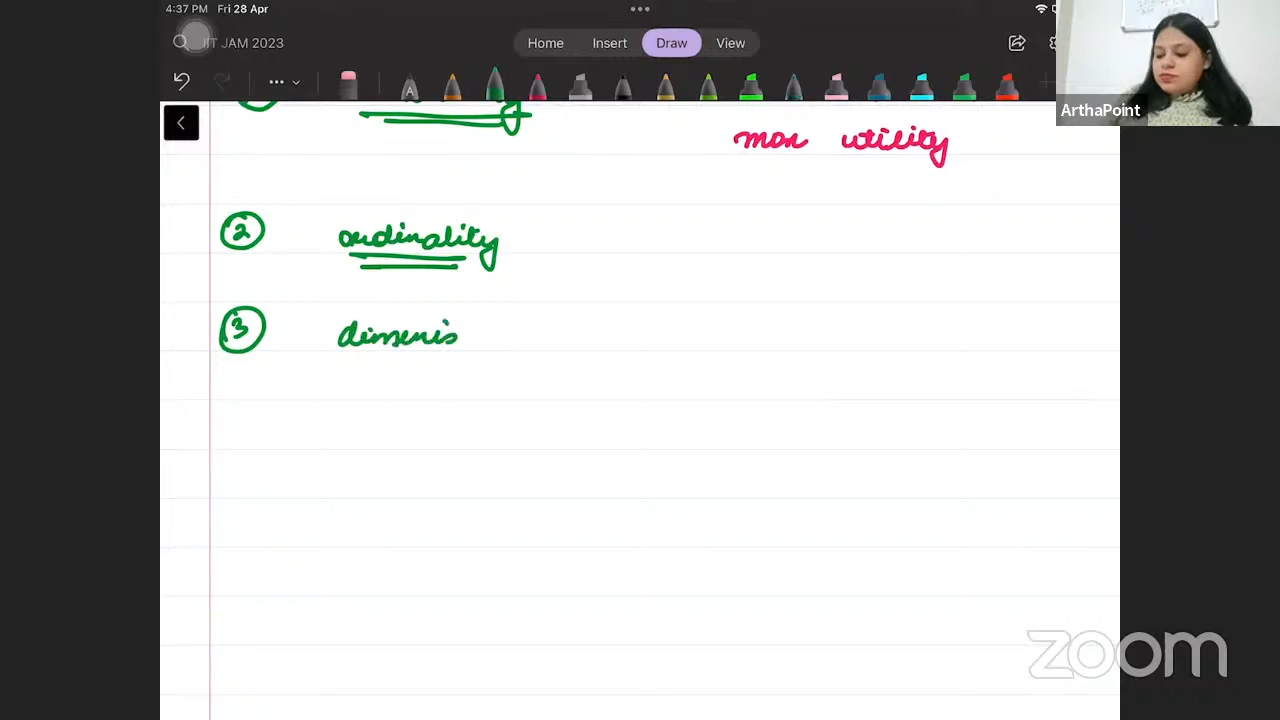 4:37 PM Fri 28 Apr
IIT JAM 2023
Home Insert Draw View
A
ArthaPoint
max utility
2 ordinality
3
zoom